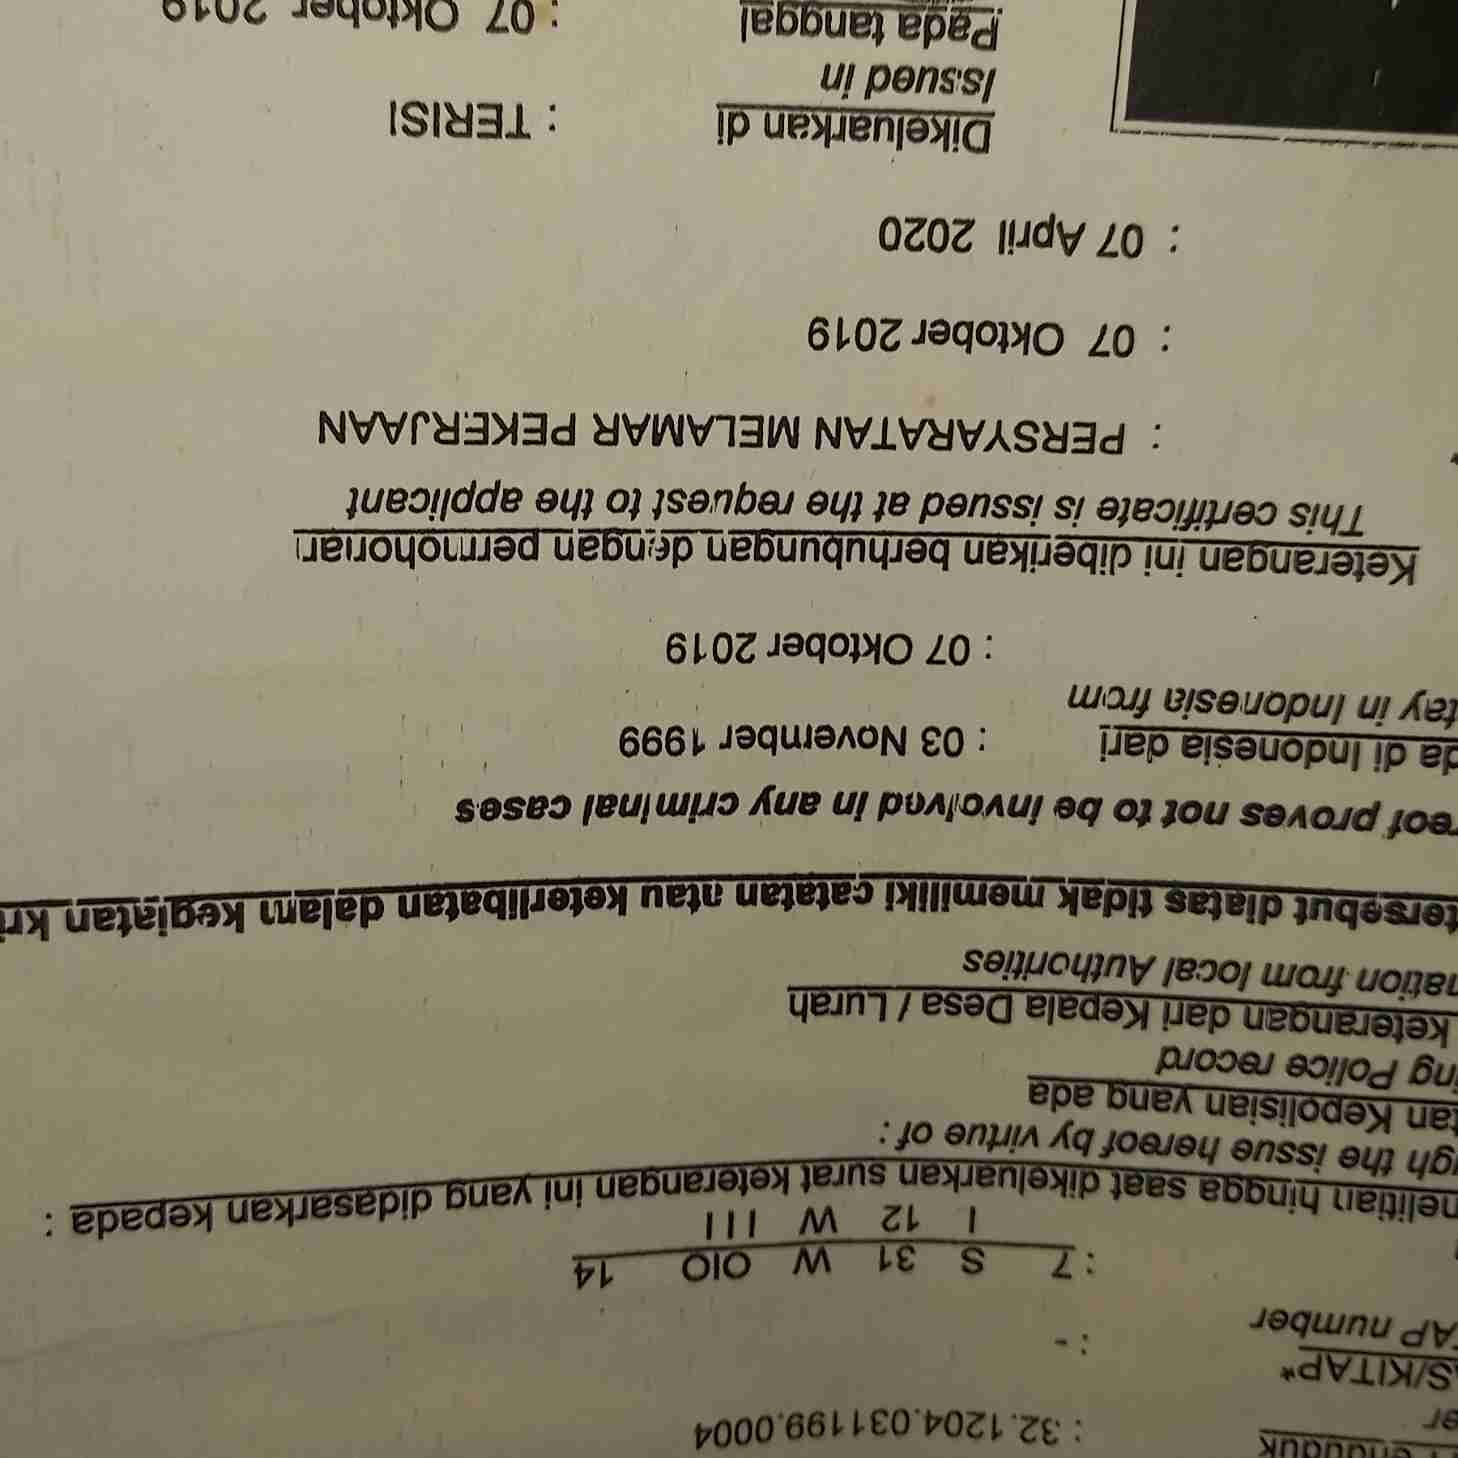 : 32.1204.031199.0004
S/KITAP*
AP number
: -
: 7 S 31 W OIO 14
I 12 W III
nelitian hingga saat dikeluarkan surat keterangan ini yang didasarkan kepada :
gh the issue hereof by virtue of :
tan Kepolisian yang ada
ing Police record
keterangan dari Kepala Desa / Lurah
nation from local Authorities
tersebut diatas tidak memiliki catatan atau keterlibatan dalam kegiatan kri
reof proves not to be involved in any criminal cases
da di Indonesia dari : 03 November 1999
tay in Indonesia from
: 07 Oktober 2019
Keterangan ini diberikan berhubungan dengan permohonan
This certificate is issued at the request to the applicant
: PERSYARATAN MELAMAR PEKERJAAN
: 07 Oktober 2019
: 07 April 2020
Dikeluarkan di : TERISI
Issued in
Pada tanggal : 07 Oktober 2019